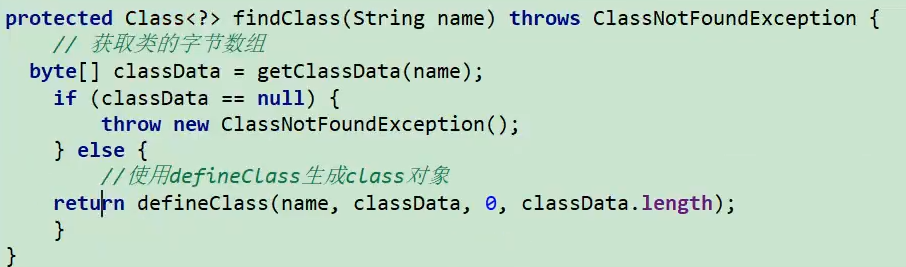 protected Class<?> findClass(String name) throws ClassNotFoundException {
// 获取类的字节数组
byte[] classData = getClassData(name);
if (classData == null) {
throw new ClassNotFoundException();
} else {
//使用defineClass生成class对象
return defineClass(name, classData, 0, classData.length);
}
}